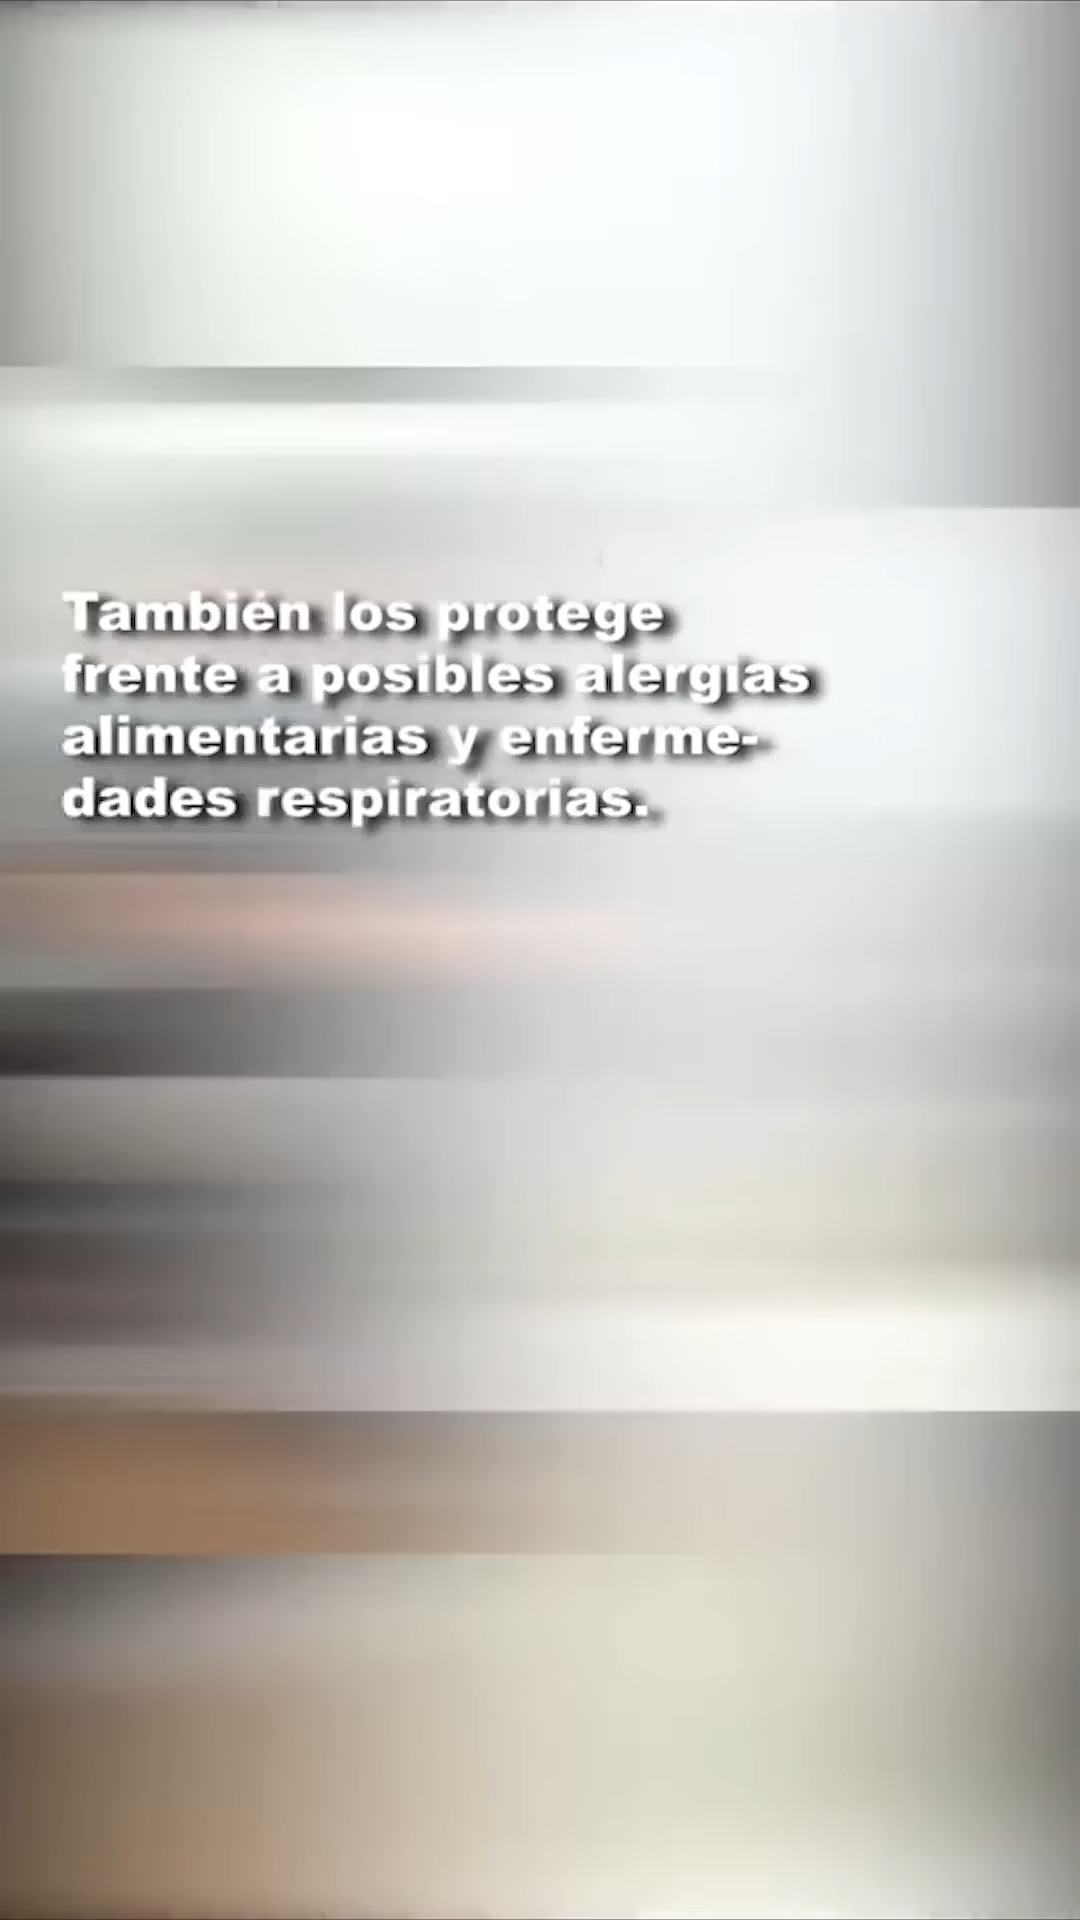 También los protege
frente a posibles alergias
alimentarias y enferme-
dades respiratorias.